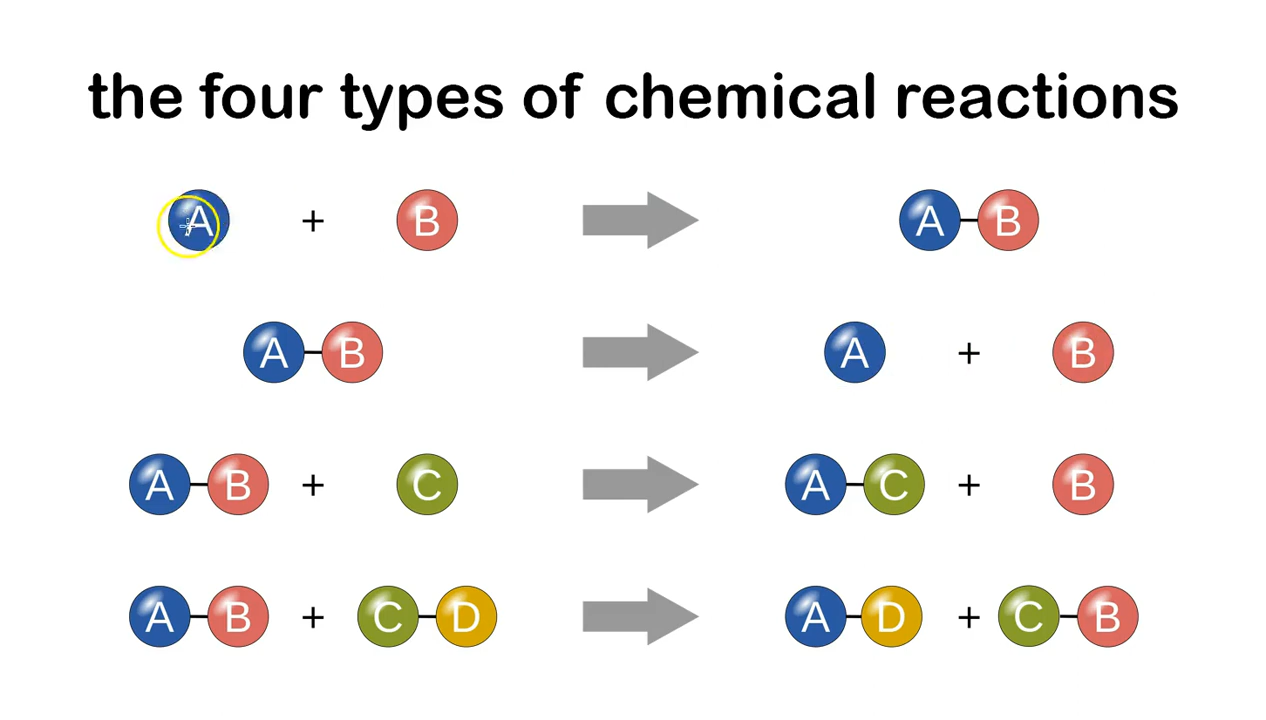 the four types of chemical reactions
A + B A B
A B A + B
A B + C A C + B
A B + C D A D + C B